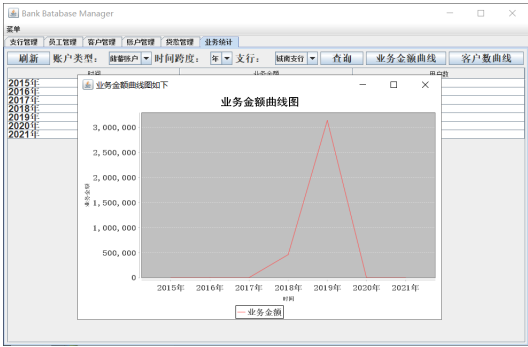 Bank Batabase Manager
菜单
支行管理 员工管理 客户管理 账户管理 贷款管理 业务统计
刷新 账户类型： 储蓄账户 时间跨度： 年 支行： 城南支行 查询 业务金额曲线 客户数曲线
时间 业务金额 用户数
2015年
2016年
2017年
2018年
2019年
2020年
2021年
业务金额曲线图如下
业务金额曲线图
3,000,000
2,500,000
2,000,000
1,500,000
1,000,000
500,000
0
业务金额
2015年 2016年 2017年 2018年 2019年 2020年 2021年
时间
业务金额